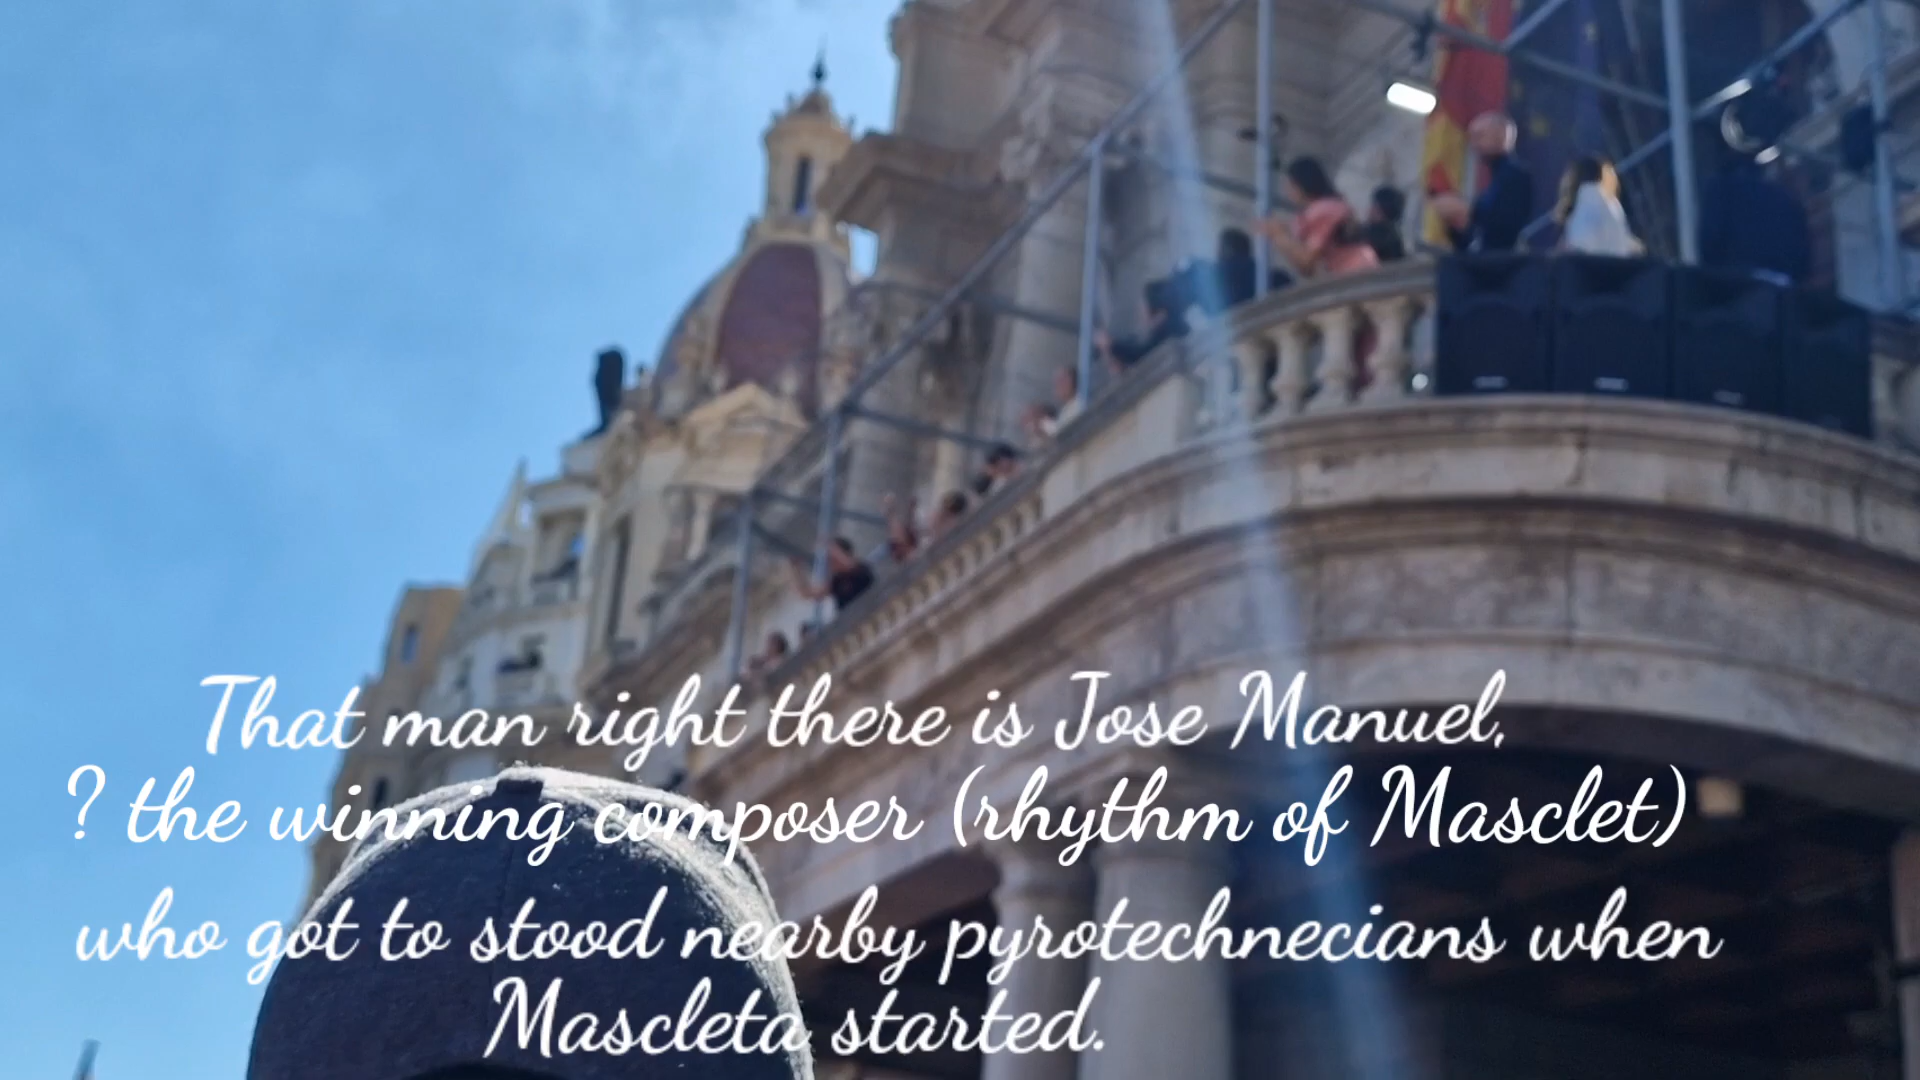 That man right there is Jose Manuel,
? the winning composer (rhythm of Masclet)
who got to stood nearby pyrotechnecians when
Mascleta started.